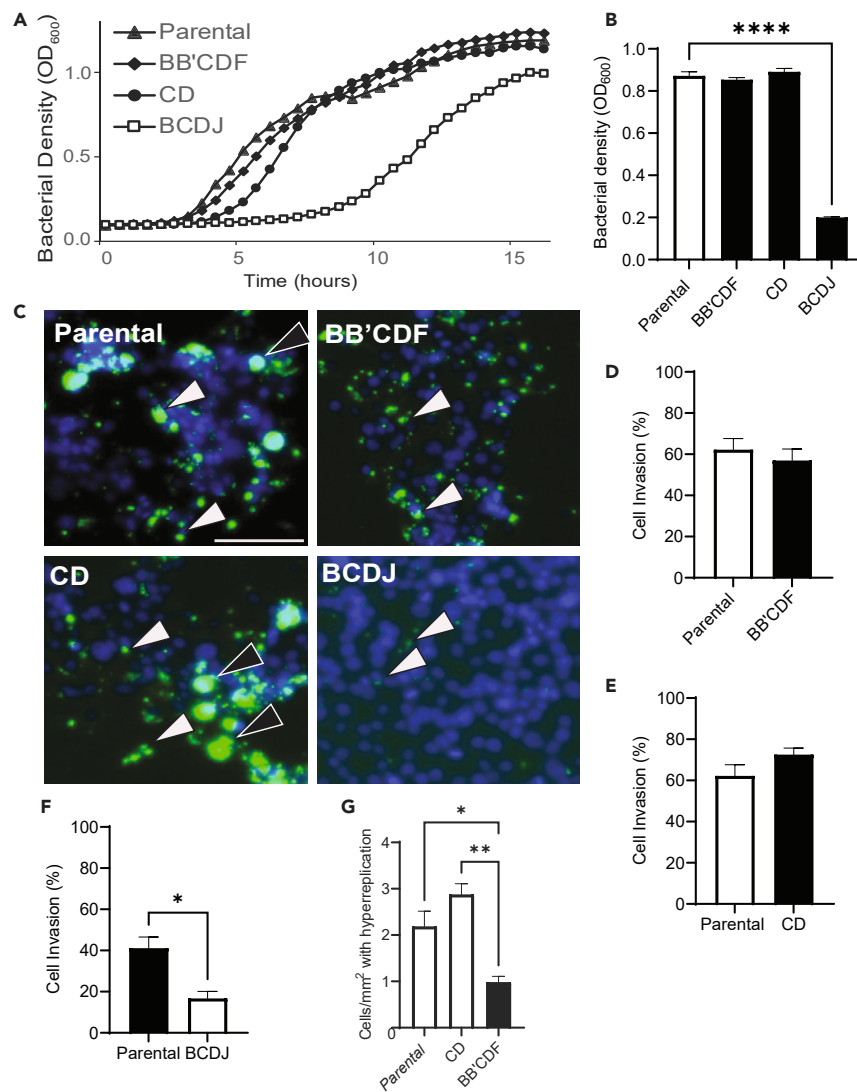 A
Bacterial Density (OD600)
1.0
0.5
0.0
Parental
BB'CDF
CD
BCDJ
0
5
10
15
Time (hours)
B
Bacterial density (OD600)
1.0
0.8
0.6
0.4
0.2
0.0
****
Parental
BB'CDF
CD
BCDJ
C
Parental
BB'CDF
CD
BCDJ
D
Cell Invasion (%)
100
80
60
40
20
0
Parental
BB'CDF
E
Cell Invasion (%)
100
80
60
40
20
0
Parental
CD
F
Cell Invasion (%)
100
80
60
40
20
0
*
Parental
BCDJ
G
Cells/mm2 with hyperreplication
4
3
2
1
0
*
**
Parental
CD
BB'CDF